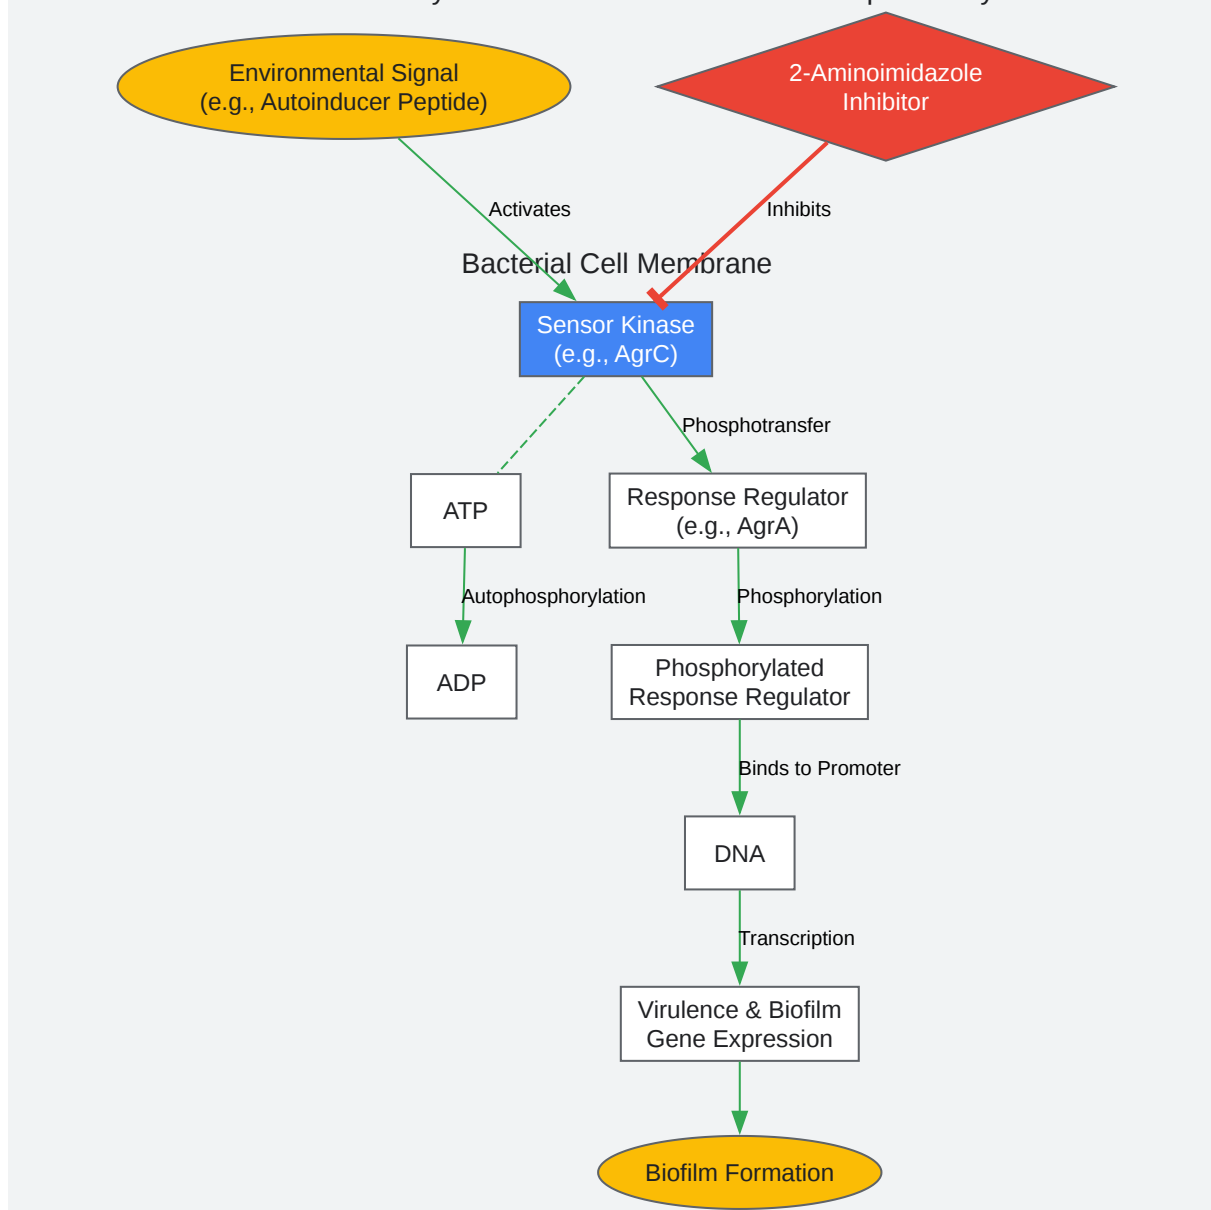 Environmental Signal
(e.g., Autoinducer Peptide)
2-Aminoimidazole
Inhibitor
Activates
Inhibits
Bacterial Cell Membrane
Sensor Kinase
(e.g., AgrC)
Phosphotransfer
ATP
Response Regulator
(e.g., AgrA)
Autophosphorylation
Phosphorylation
ADP
Phosphorylated
Response Regulator
Binds to Promoter
DNA
Transcription
Virulence & Biofilm
Gene Expression
Biofilm Formation